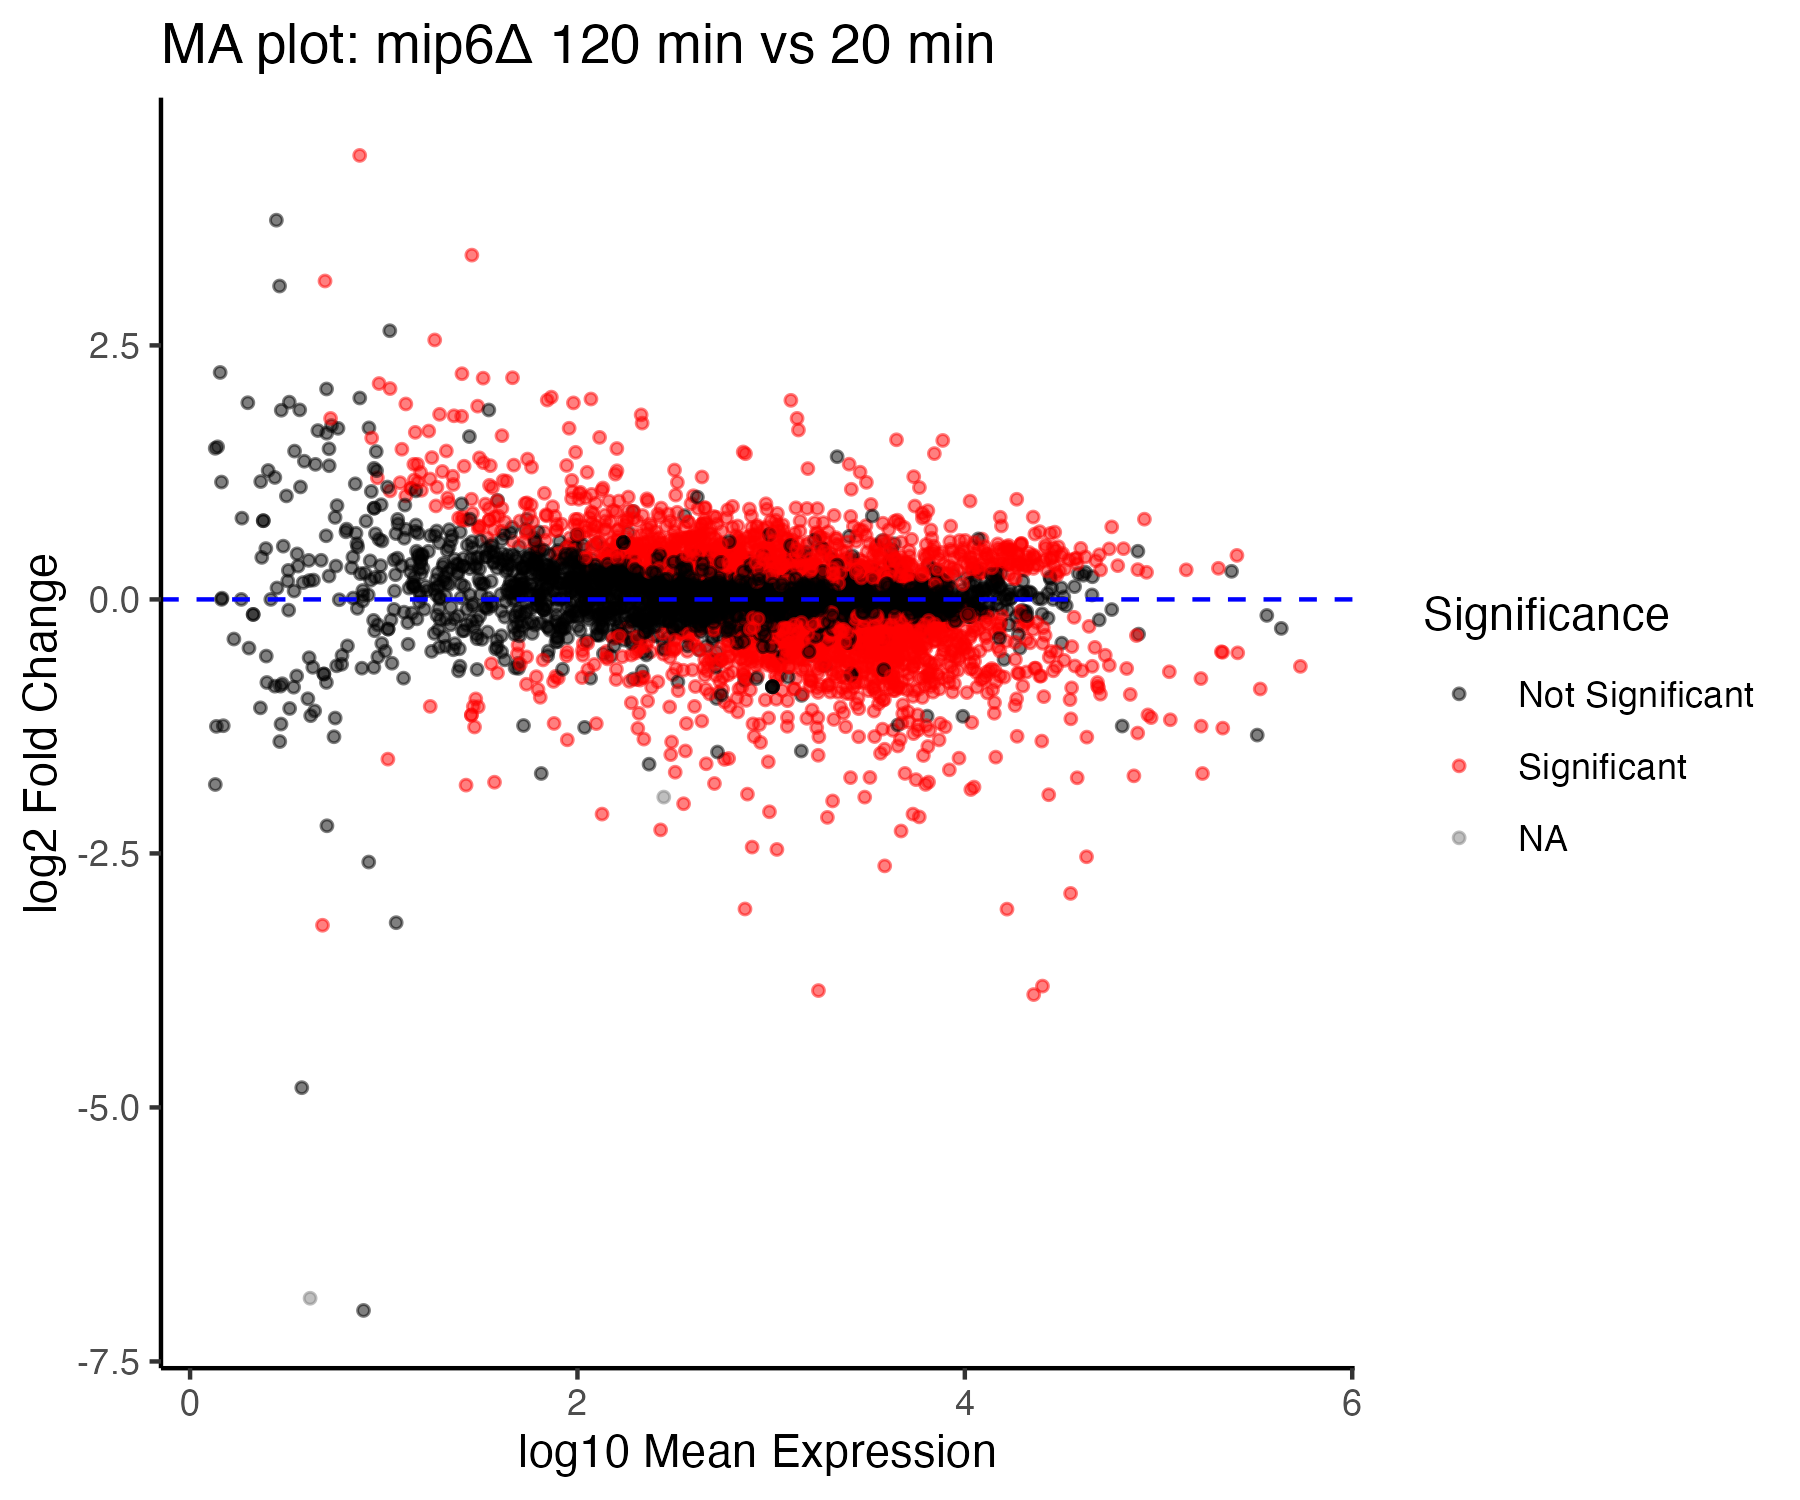 MA plot: mip6Δ 120 min vs 20 min
log2 Fold Change
2.5
0.0
-2.5
-5.0
-7.5
0 2 4 6
log10 Mean Expression
Significance
Not Significant
Significant
NA